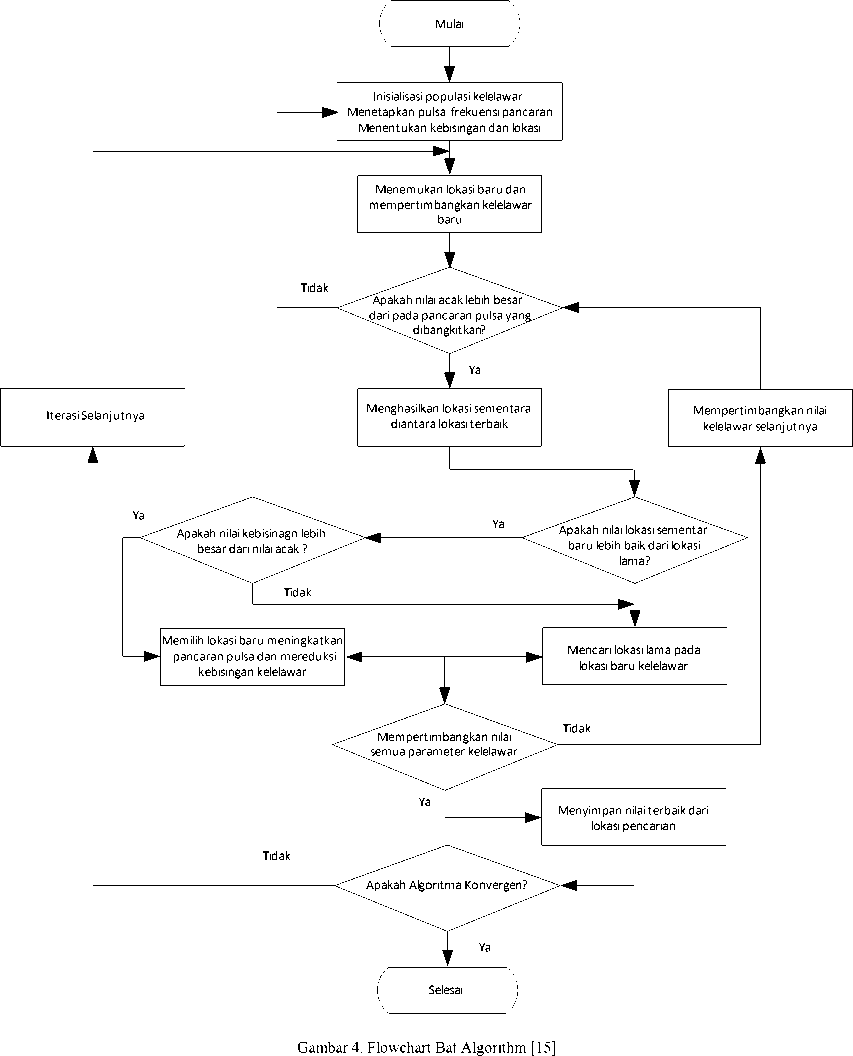 Mulai
Inisialisasi populasi kelelawar
Menetapkan pulsa frekuensi pancaran
Menentukan kebisingan dan lokasi
Menemukan lokasi baru dan
mempertimbangkan kelelawar
baru
Tidak
Apakah nilai acak lebih besar
dari pada pancaran pulsa yang
dibangkitkan?
Ya
Iterasi Selanjutnya
Menghasilkan lokasi sementara
diantara lokasi terbaik
Mempertimbangkan nilai
kelelawar selanjutnya
Ya
Apakah nilai kebisinagn lebih
besar dari nilai acak ?
Ya
Apakah nilai lokasi sementar
baru lebih baik dari lokasi
lama?
Tidak
Memilih lokasi baru meningkatkan
pancaran pulsa dan mereduksi
kebisingan kelelawar
Mencari lokasi lama pada
lokasi baru kelelawar
Mempertimbangkan nilai
semua parameter kelelawar
Tidak
Ya
Menyimpan nilai terbaik dari
lokasi pencarian
Tidak
Apakah Algoritma Konvergen?
Ya
Selesai
Gambar 4. Flowchart Bat Algorithm [15]